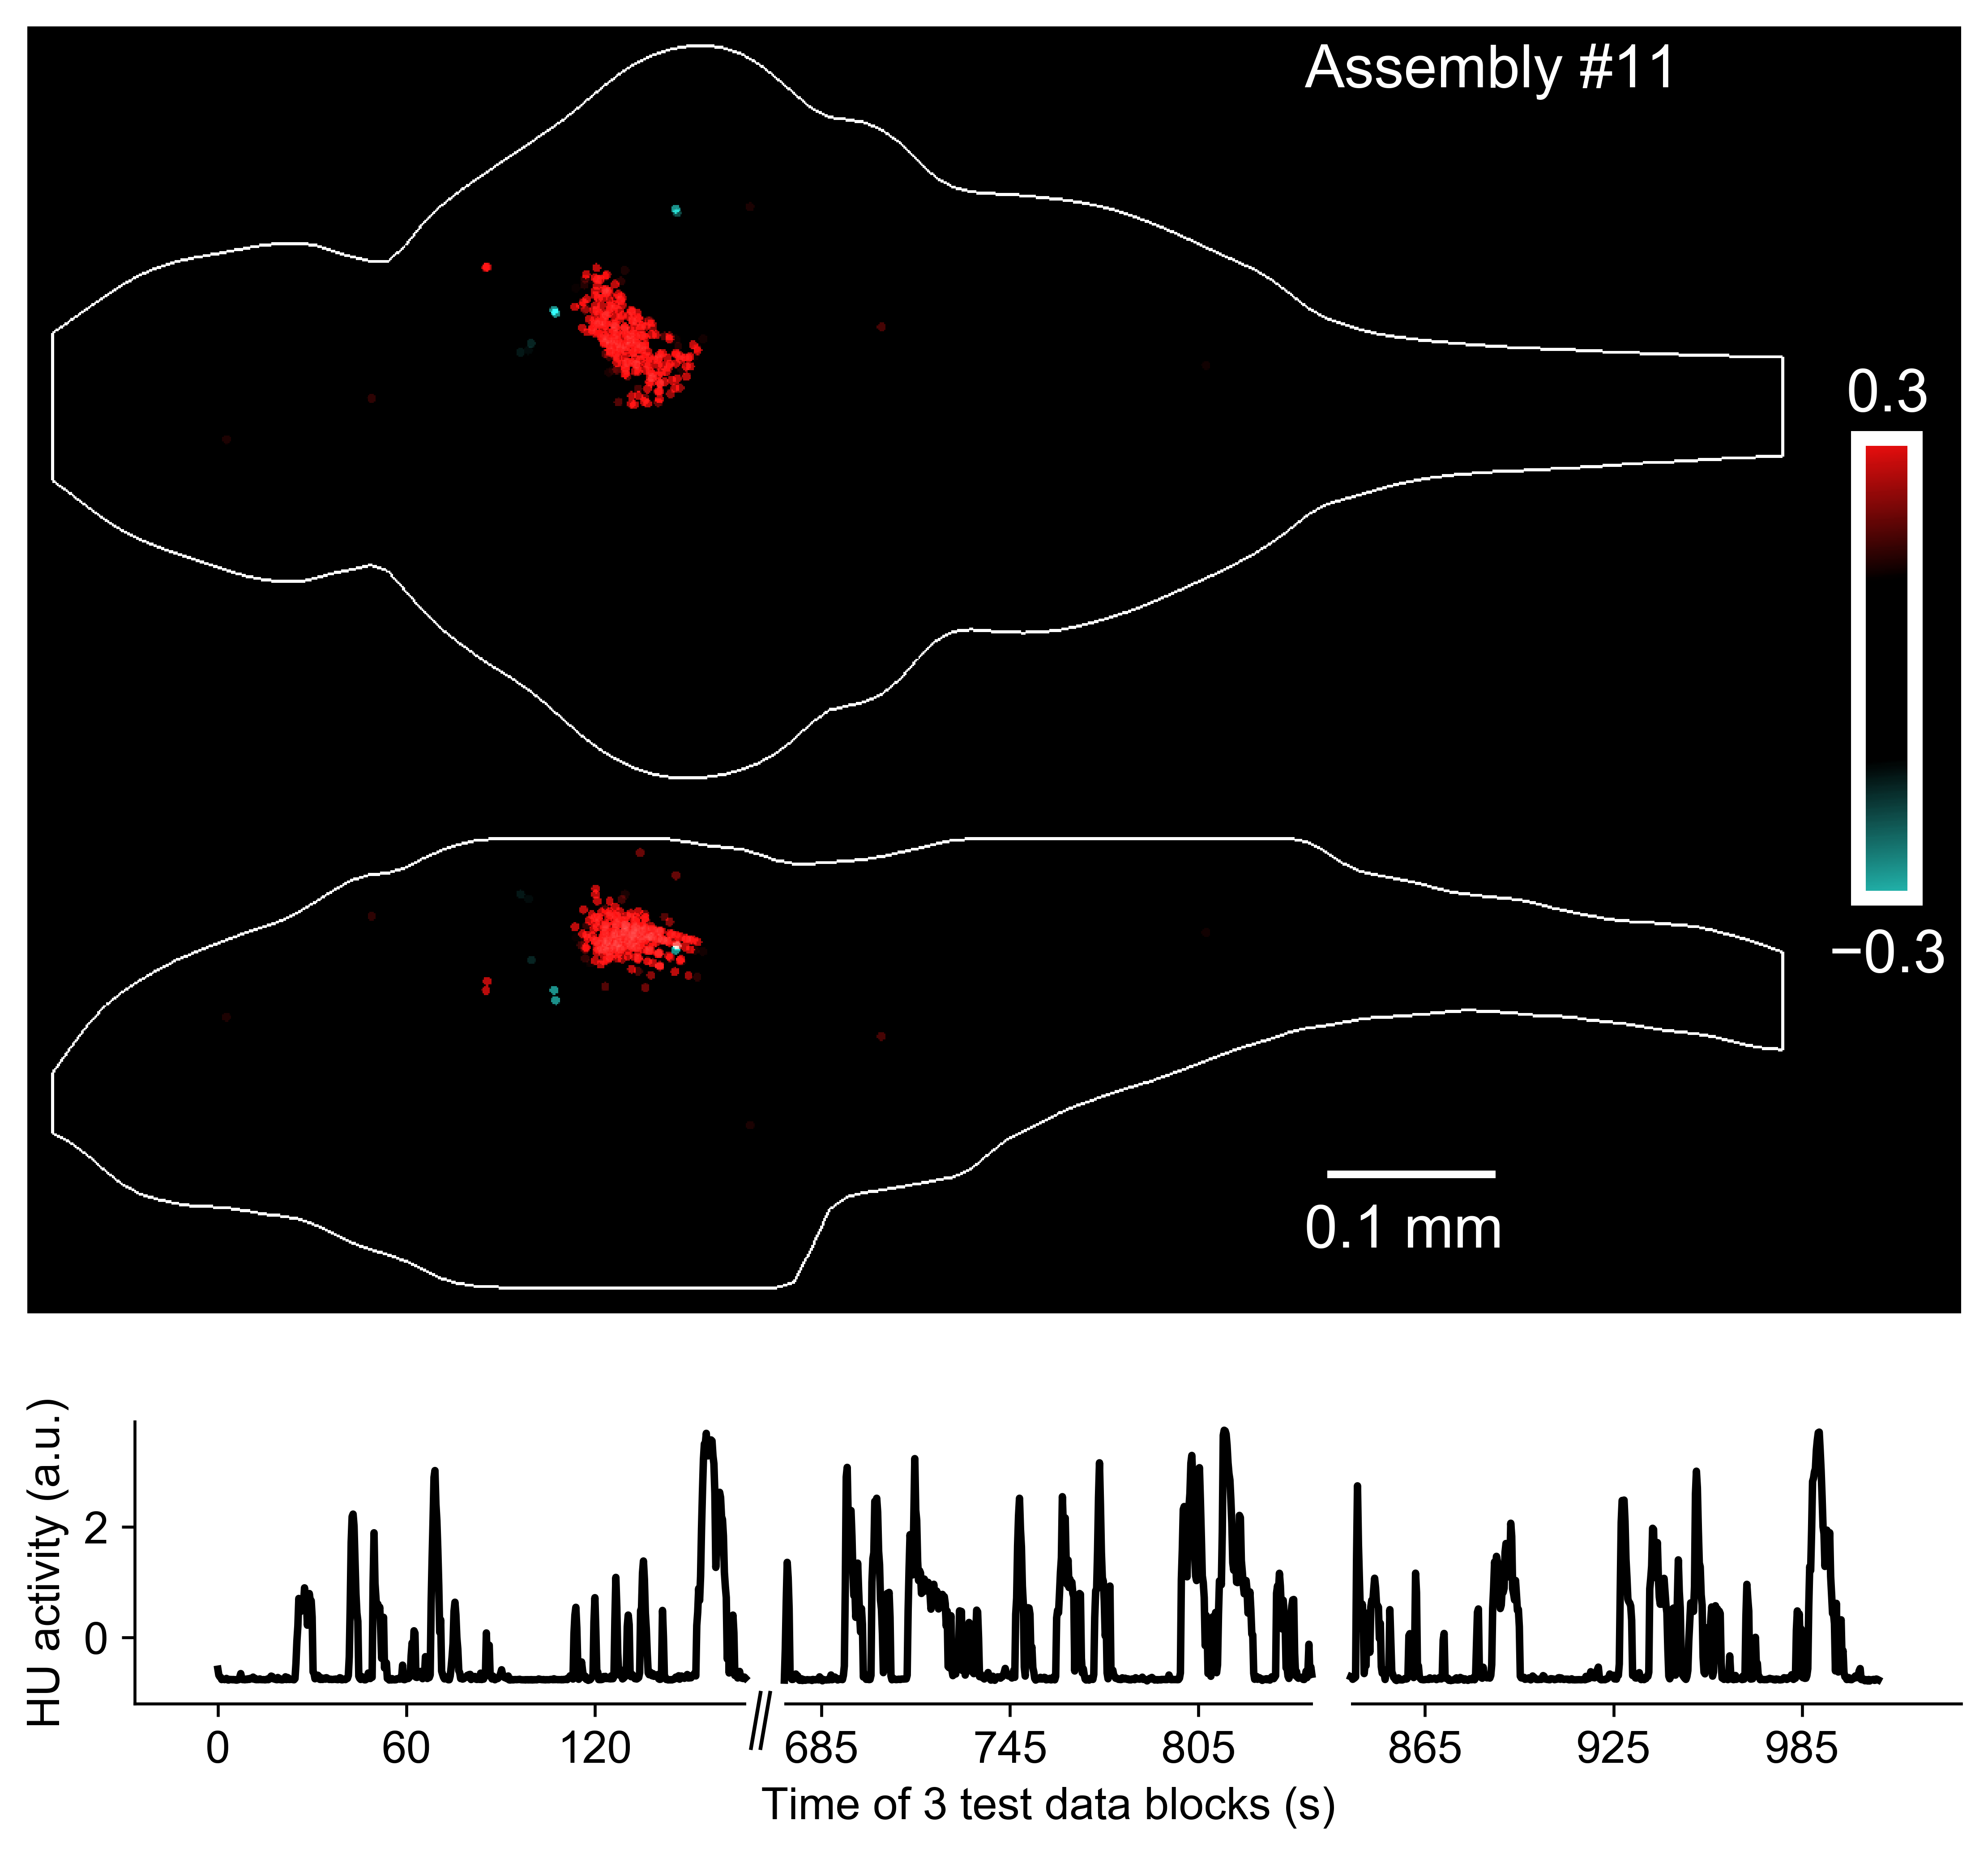 Assembly #11
0.3
−0.3
0.1 mm
HU activity (a.u.)
2
0
0 60 120 685 745 805 865 925 985
Time of 3 test data blocks (s)